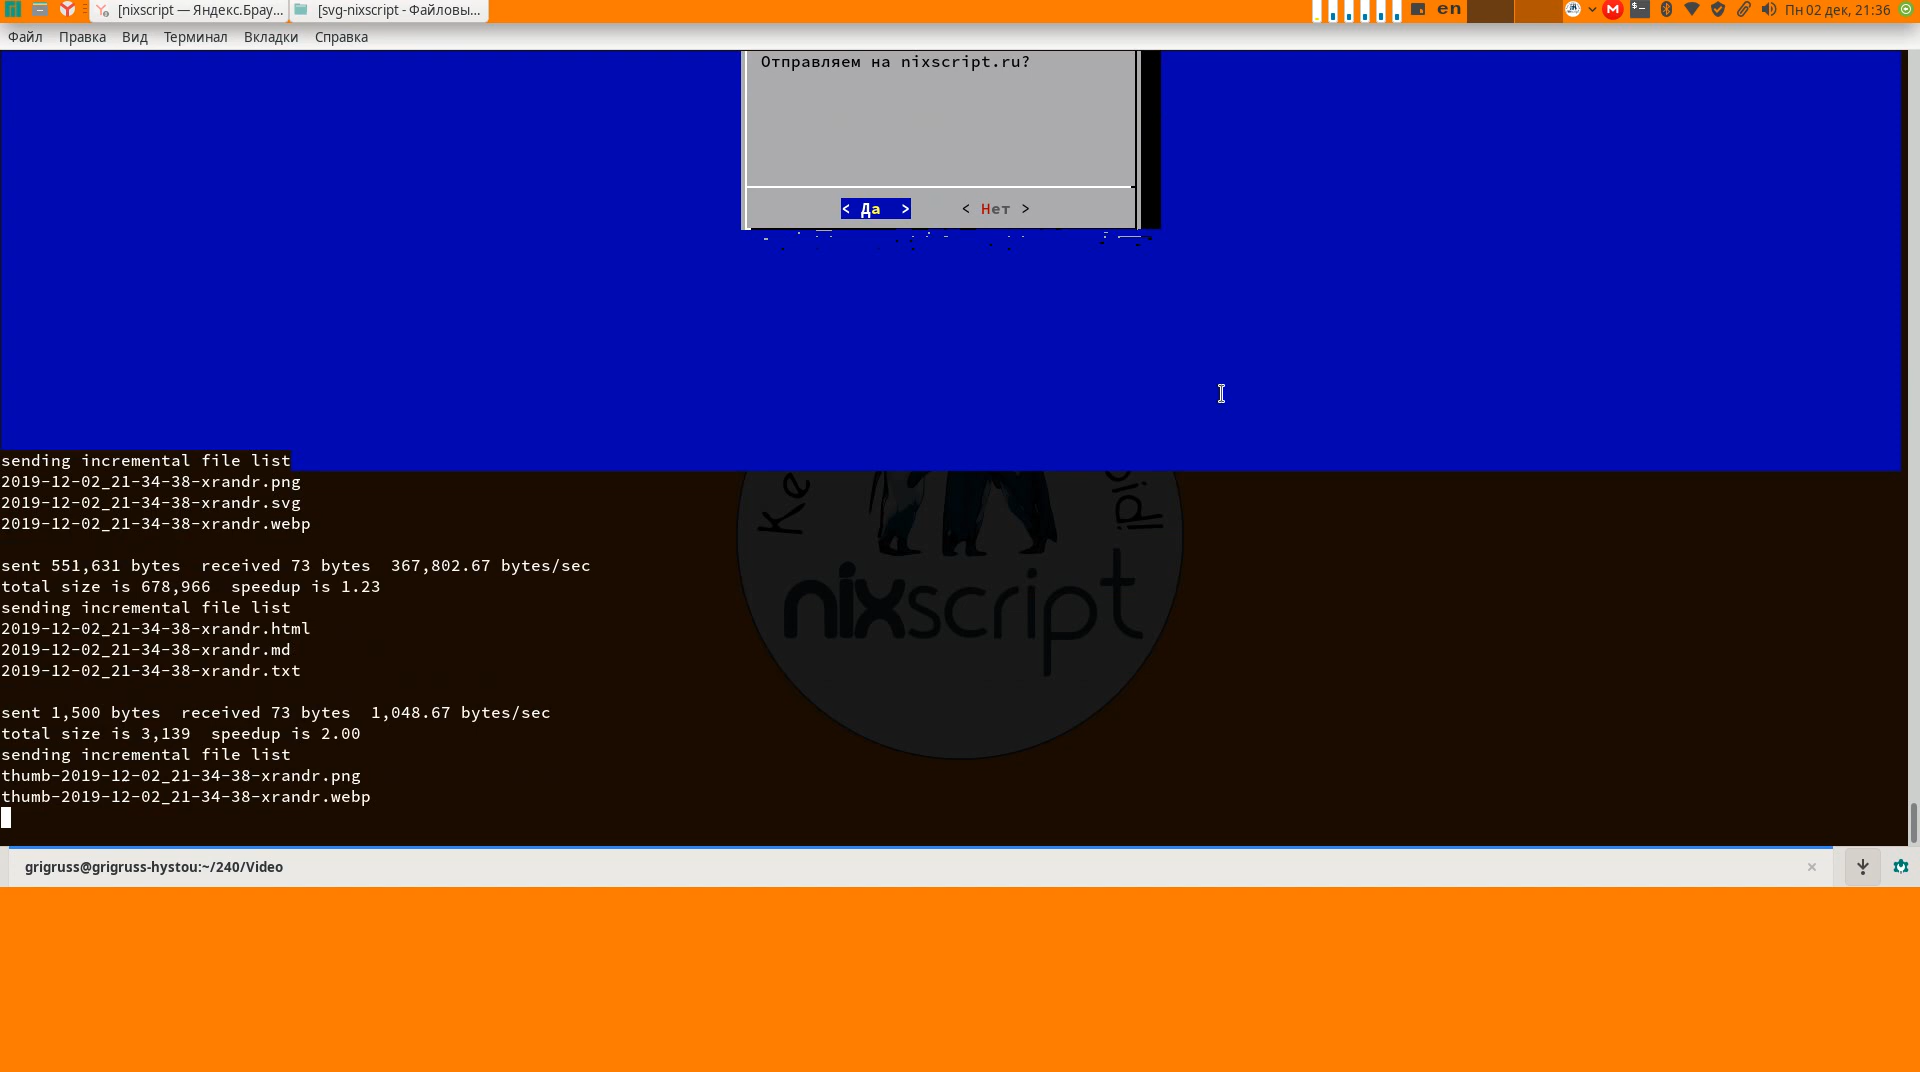 [nixscript — Яндекс.Брау...
[svg-nixscript - Файловы...
en
M
Пн 02 дек, 21:36
Файл Правка Вид Терминал Вкладки Справка
Отправляем на nixscript.ru?
< Да > < Нет >
sending incremental file list
2019-12-02_21-34-38-xrandr.png
2019-12-02_21-34-38-xrandr.svg
2019-12-02_21-34-38-xrandr.webp
sent 551,631 bytes received 73 bytes 367,802.67 bytes/sec
total size is 678,966 speedup is 1.23
sending incremental file list
2019-12-02_21-34-38-xrandr.html
2019-12-02_21-34-38-xrandr.md
2019-12-02_21-34-38-xrandr.txt
sent 1,500 bytes received 73 bytes 1,048.67 bytes/sec
total size is 3,139 speedup is 2.00
sending incremental file list
thumb-2019-12-02_21-34-38-xrandr.png
thumb-2019-12-02_21-34-38-xrandr.webp
nixscript
grigruss@grigruss-hystou:~/240/Video